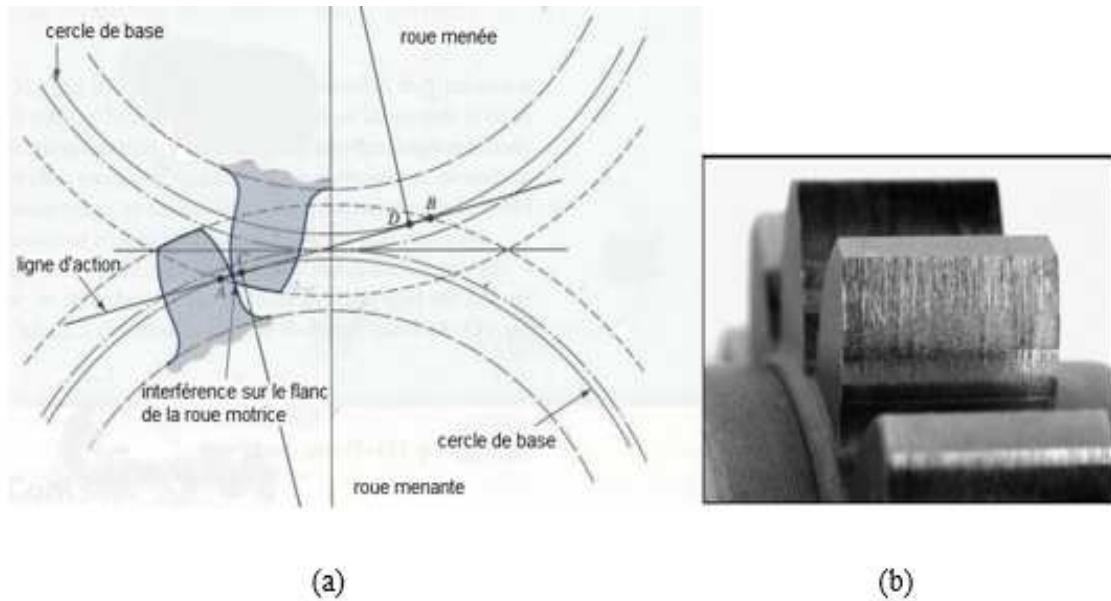 cercle de base
roue menée
B
D
ligne d'action
C
A
interférence sur le flanc
de la roue motrice
cercle de base
roue menante
(a)
(b)